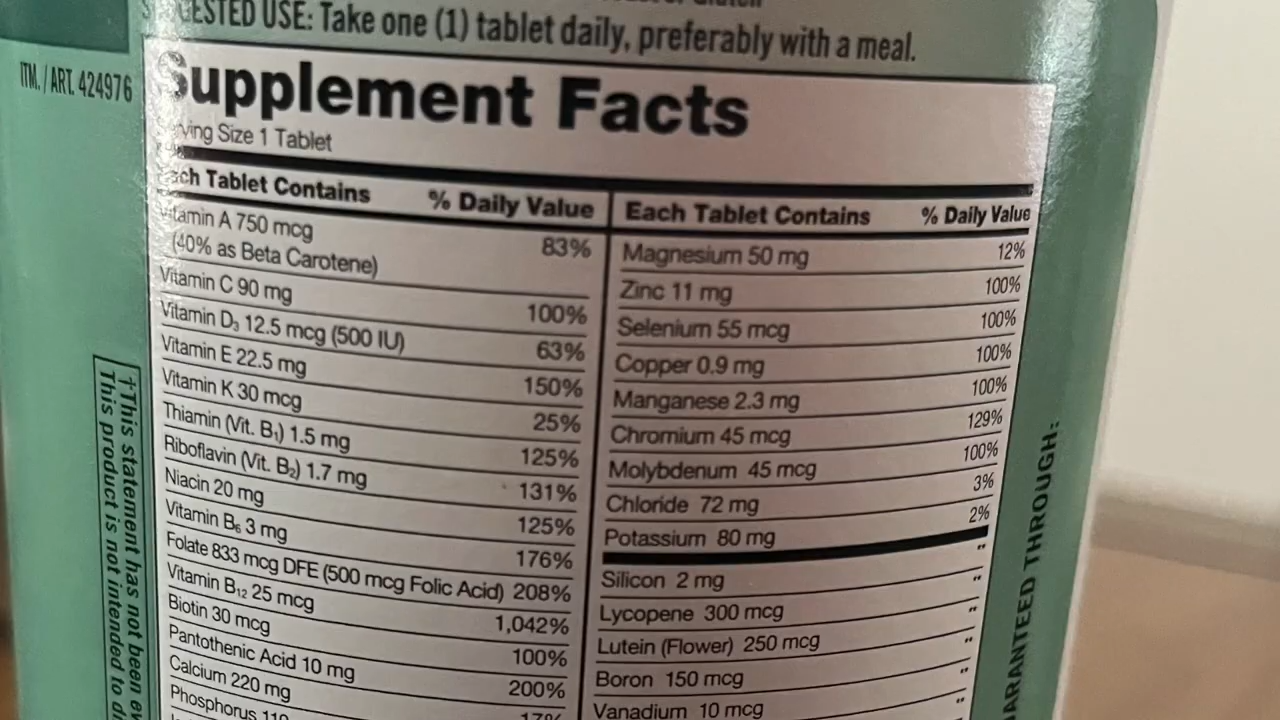 SUGGESTED USE: Take one (1) tablet daily, preferably with a meal.
ITM. / ART. 424976
Supplement Facts
Serving Size 1 Tablet
Each Tablet Contains % Daily Value
Vitamin A 750 mcg
(40% as Beta Carotene) 83%
Vitamin C 90 mg 100%
Vitamin D₃ 12.5 mcg (500 IU) 63%
Vitamin E 22.5 mg 150%
Vitamin K 30 mcg 25%
Thiamin (Vit. B₁) 1.5 mg 125%
Riboflavin (Vit. B₂) 1.7 mg 131%
Niacin 20 mg 125%
Vitamin B₆ 3 mg 176%
Folate 833 mcg DFE (500 mcg Folic Acid) 208%
Vitamin B₁₂ 25 mcg 1,042%
Biotin 30 mcg 100%
Pantothenic Acid 10 mg 200%
Calcium 220 mg 17%
Phosphorus 110
Each Tablet Contains % Daily Value
Magnesium 50 mg 12%
Zinc 11 mg 100%
Selenium 55 mcg 100%
Copper 0.9 mg 100%
Manganese 2.3 mg 100%
Chromium 45 mcg 129%
Molybdenum 45 mcg 100%
Chloride 72 mg 3%
Potassium 80 mg 2%
Silicon 2 mg **
Lycopene 300 mcg **
Lutein (Flower) 250 mcg **
Boron 150 mcg **
Vanadium 10 mcg **
††This statement has not been ev
This product is not intended to di
UARANTEED THROUGH: